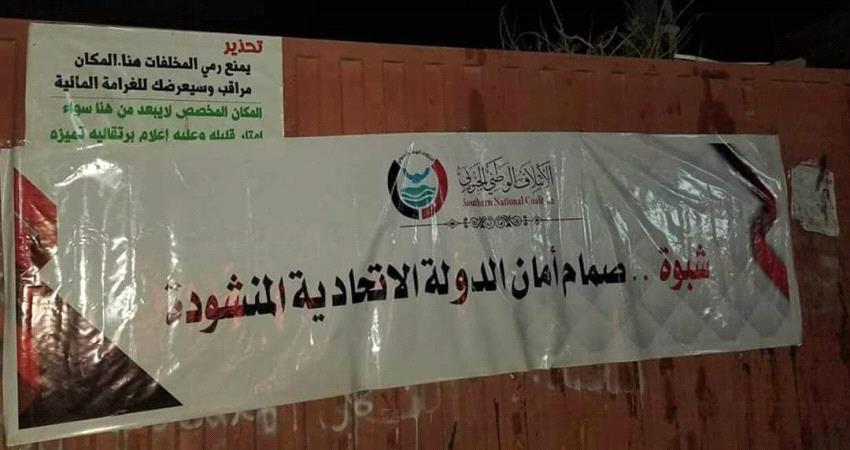 تحذير
يمنع رمي المخلفات هنا.المكان
مراقب وسيعرضك للغرامة المالية
المكان المخصص لايبعد من هنا سواء
امتار قليله وعليه إعلام برتقاليه تميزه
الائتلاف الوطني الجنوبي
Southern National Coalition
شبوة . . صمام أمان الدولة الاتحادية المنشودة